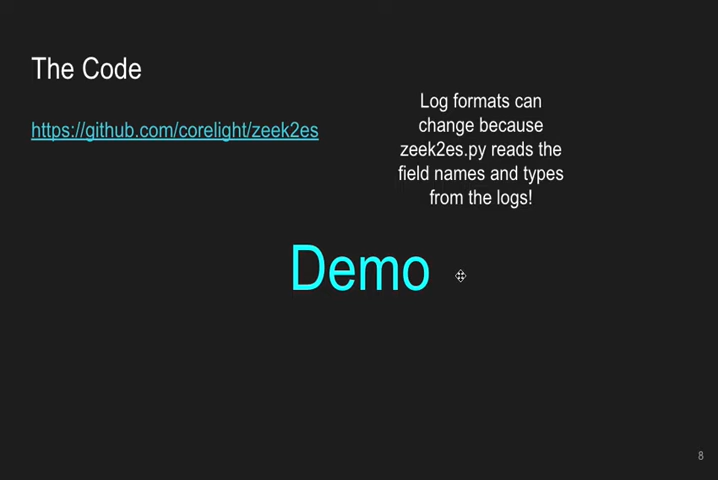 The Code
https://github.com/corelight/zeek2es
Log formats can
change because
zeek2es.py reads the
field names and types
from the logs!
Demo
8